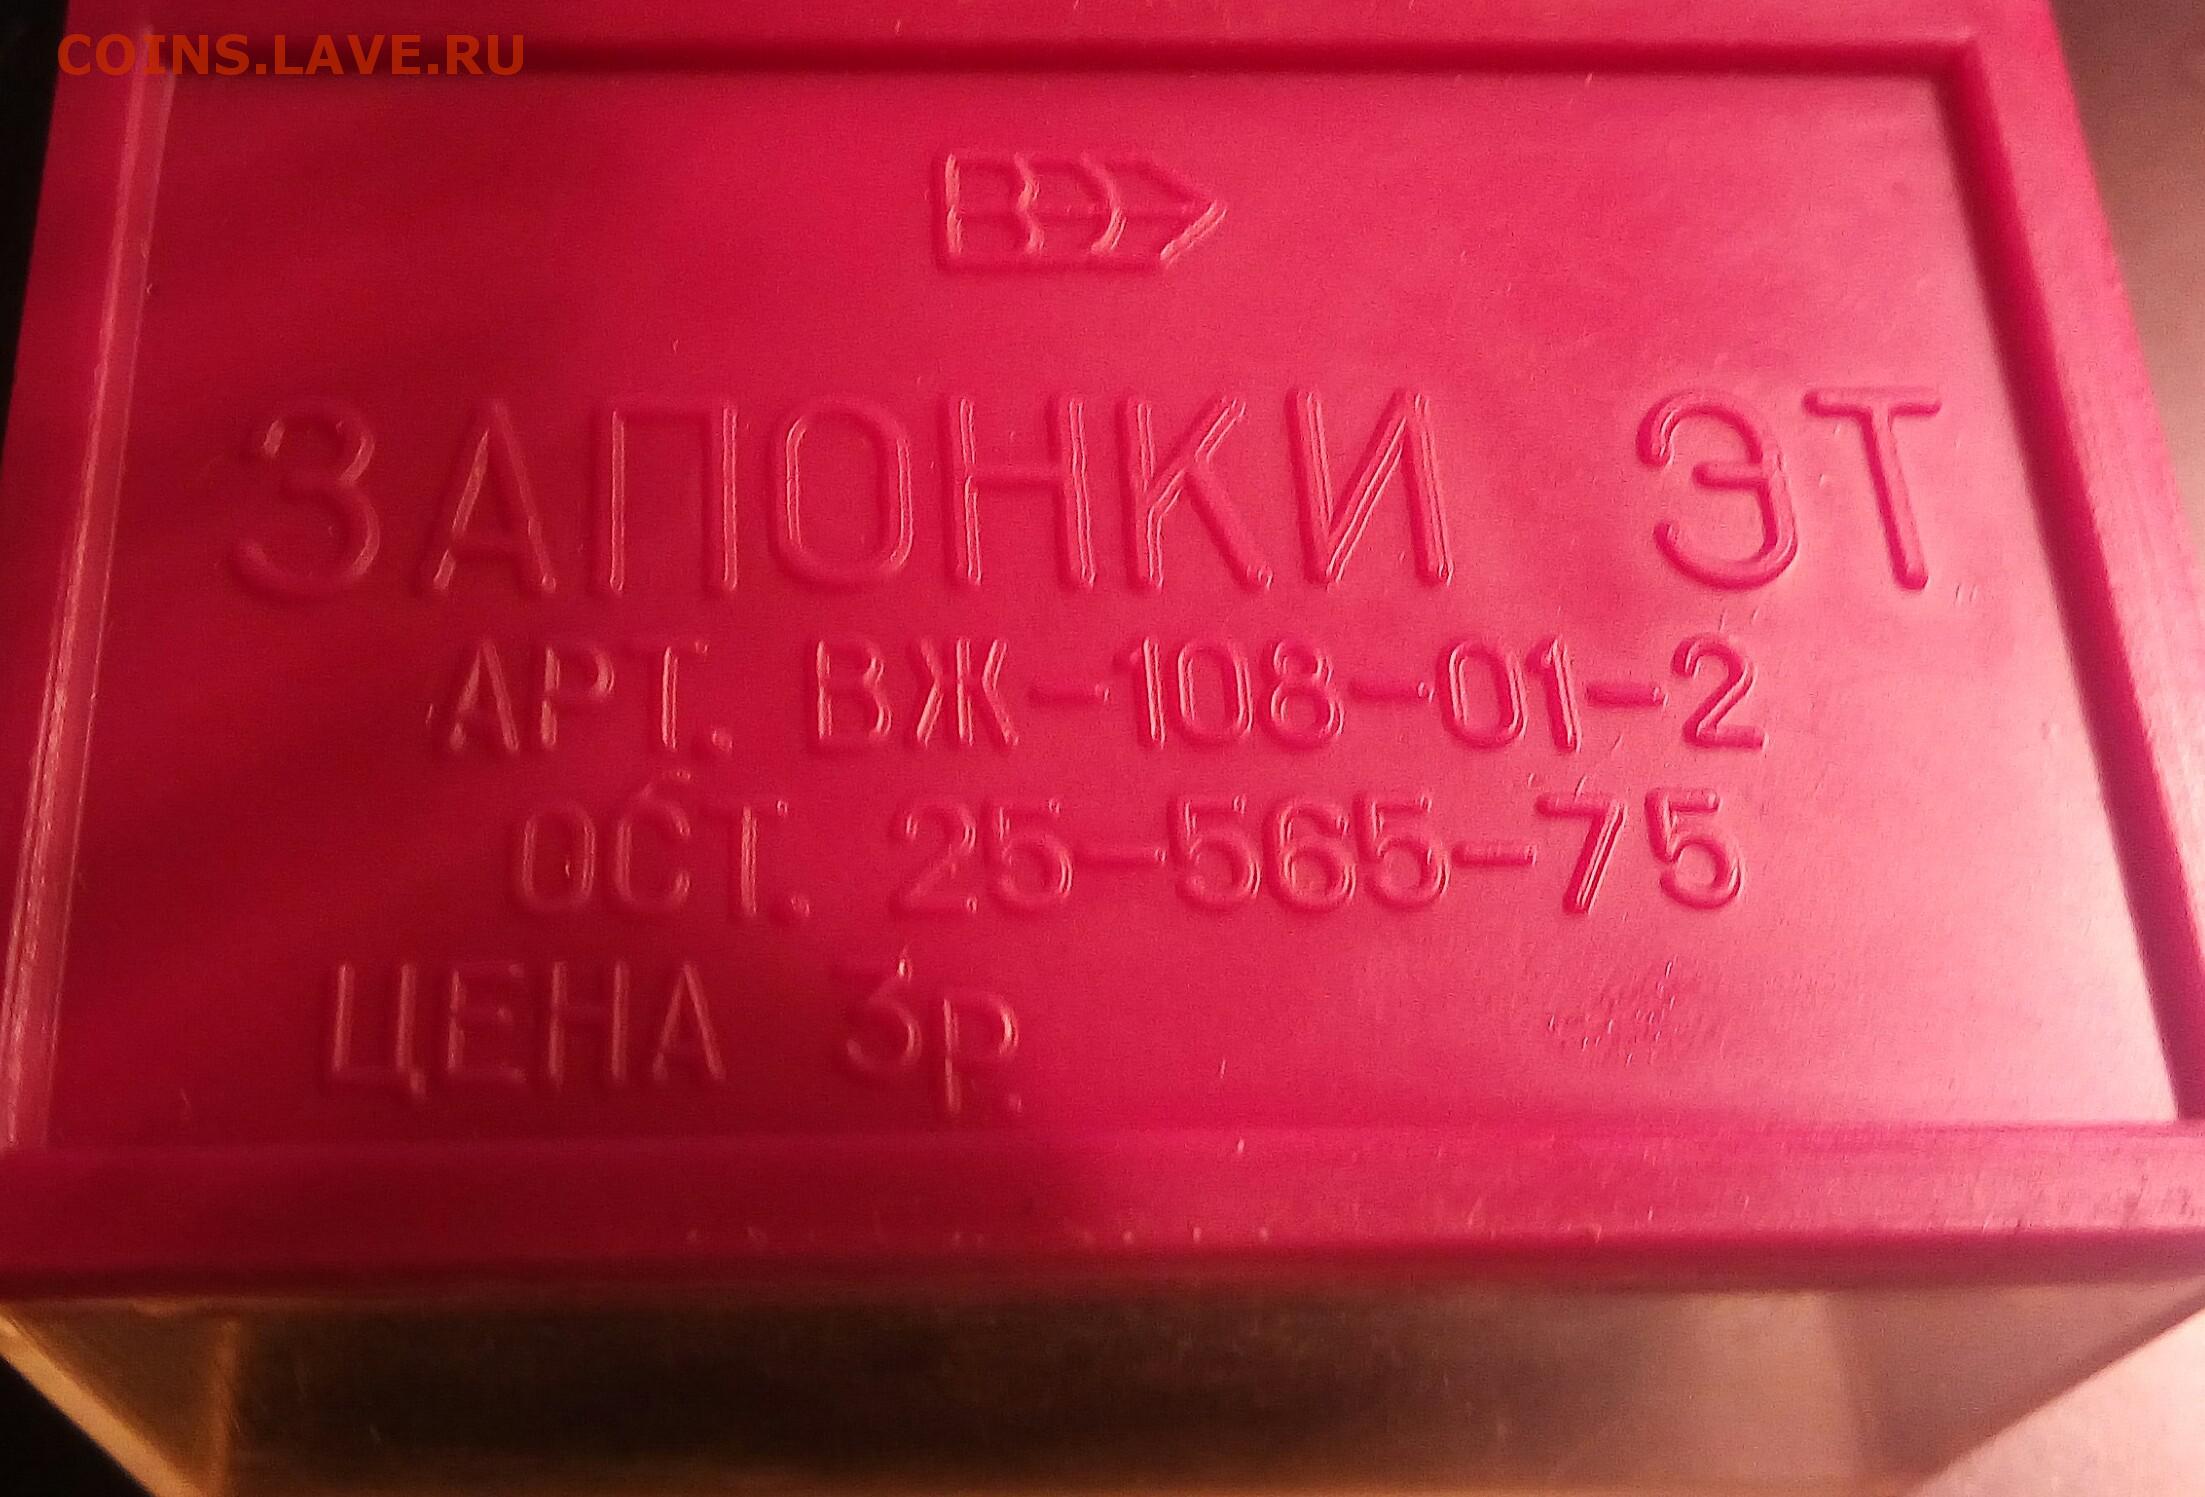 COINS.LAVE.RU
ЗАПОНКИ ЭТ
АРТ. ВЖ-108-01-2
ОСТ. 25-565-75
ЦЕНА 3р.